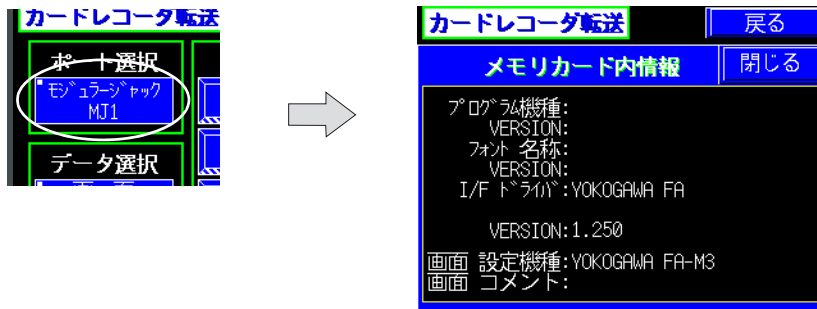 カードレコーダ転送
ポート選択
モジュラージャック
MJ1
データ選択
画面
カードレコーダ転送
戻る
メモリカード内情報
閉じる
プログラム機種:
VERSION:
フォント 名称:
VERSION:
I/F ドライバ:YOKOGAWA FA
VERSION:1.250
画面 設定機種:YOKOGAWA FA-M3
画面 コメント: